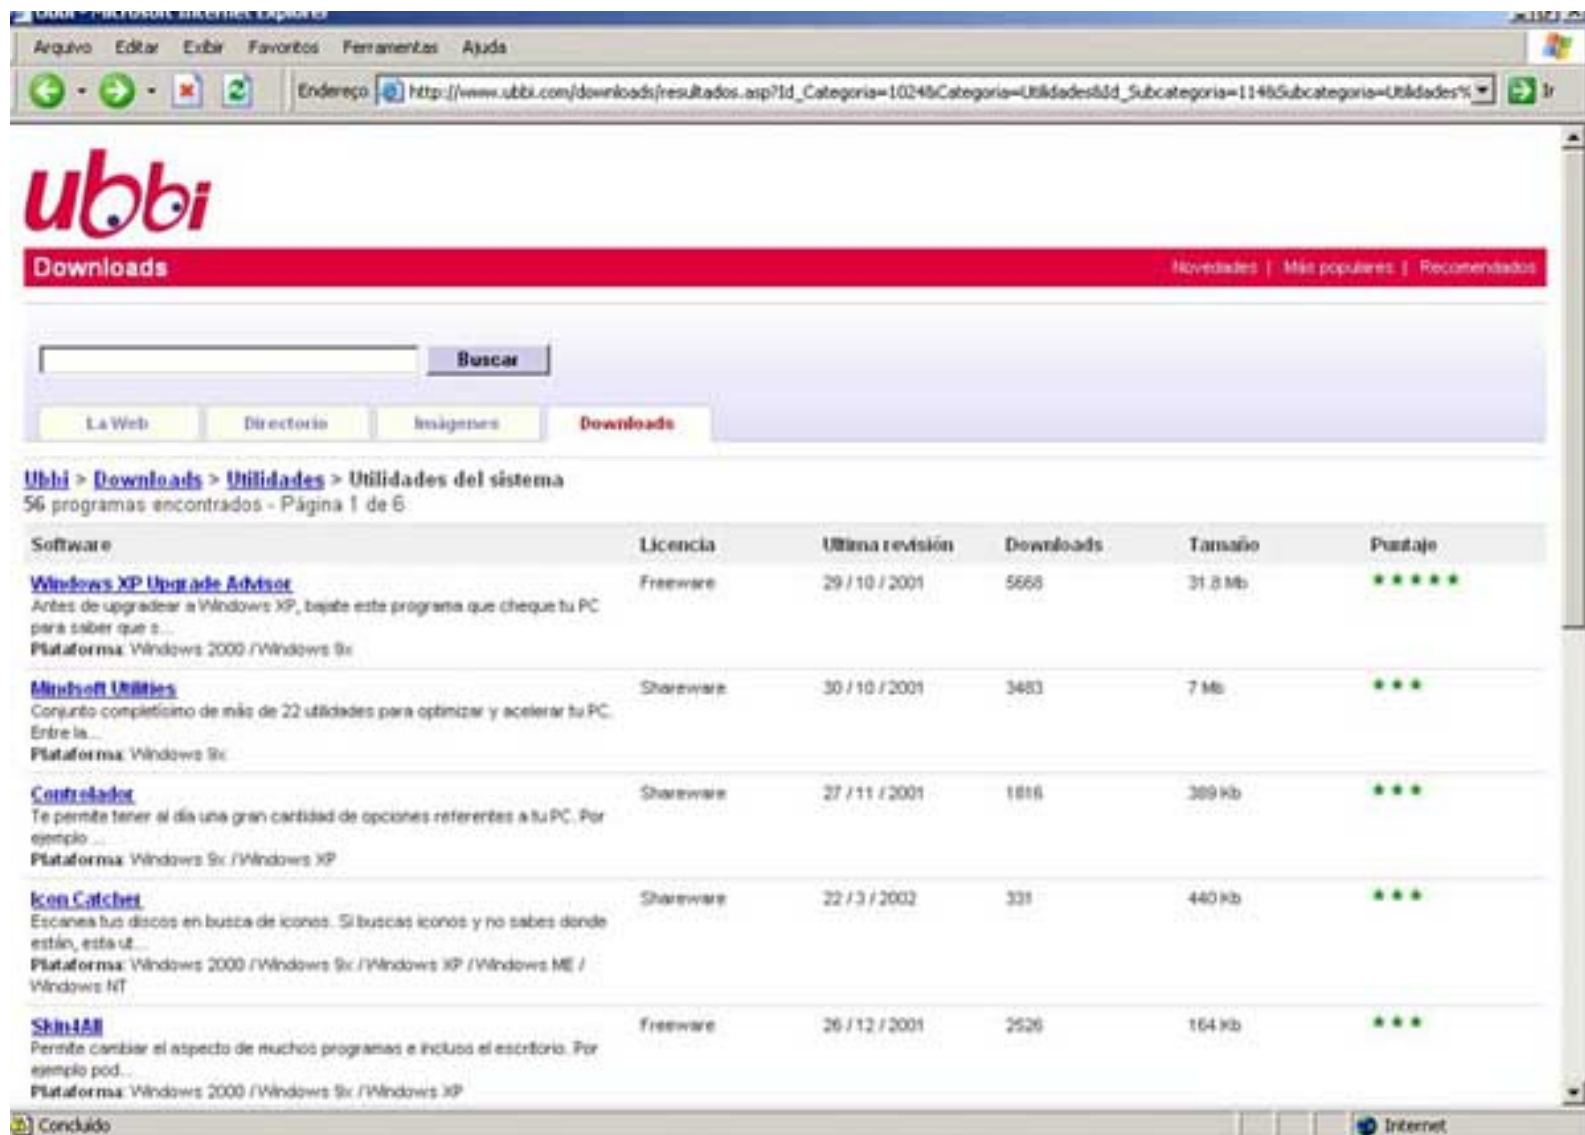 Ubbi - Microsoft Internet Explorer
Arquivo Editar Exibir Favoritos Ferramentas Ajuda
Endereço http://www.ubbi.com/downloads/resultados.asp?Id_Categoria=1024&Categoria=Utilidades&Id_Subcategoria=114&Subcategoria=Utilidades% Ir
ubbi
Downloads Novedades | Más populares | Recomendados
Buscar
La Web Directorio Imágenes Downloads
Ubbi > Downloads > Utilidades > Utilidades del sistema
56 programas encontrados - Página 1 de 6
Software Licencia Ultima revisión Downloads Tamaño Puntaje
Windows XP Upgrade Advisor Freeware 29 / 10 / 2001 5668 31.8 Mb
Antes de upgradear a Windows XP, bajate este programa que cheque tu PC
para saber que s...
Plataforma: Windows 2000 / Windows 9x
Mindsoft Utilities Shareware 30 / 10 / 2001 3483 7 Mb
Conjunto completísimo de más de 22 utilidades para optimizar y acelerar tu PC.
Entre la...
Plataforma: Windows 9x
Controlador Shareware 27 / 11 / 2001 1816 389 Kb
Te permite tener al día una gran cantidad de opciones referentes a tu PC. Por
ejemplo ...
Plataforma: Windows 9x / Windows XP
Icon Catcher Shareware 22 / 3 / 2002 331 440 Kb
Escanea tus discos en busca de iconos. Si buscas iconos y no sabes donde
están, esta ut...
Plataforma: Windows 2000 / Windows 9x / Windows XP / Windows ME /
Windows NT
Skin4All Freeware 26 / 12 / 2001 2526 164 Kb
Permite cambiar el aspecto de muchos programas e incluso el escritorio. Por
ejemplo pod...
Plataforma: Windows 2000 / Windows 9x / Windows XP
Concluído Internet